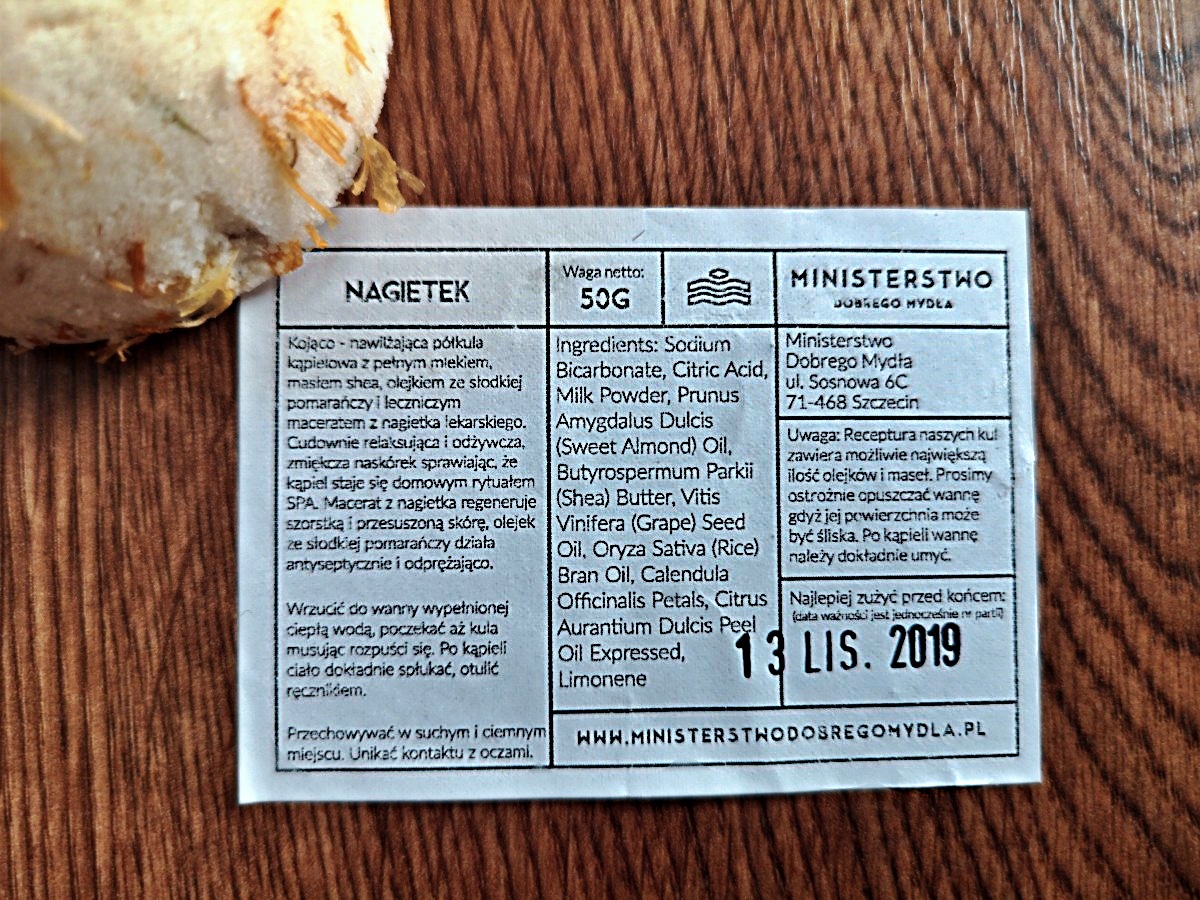 NAGIETEK
Waga netto:
50G
MINISTERSTWO
DOBREGO MYDŁA
Kojąco - nawilżająca półkula
kąpielowa z pełnym mlekiem,
masłem shea, olejkiem ze słodkiej
pomarańczy i leczniczym
maceratem z nagietka lekarskiego.
Cudownie relaksująca i odżywcza,
zmiękcza naskórek sprawiając, że
kąpiel staje się domowym rytuałem
SPA. Macerat z nagietka regeneruje
szorstką i przesuszoną skórę, olejek
ze słodkiej pomarańczy działa
antyseptycznie i odprężająco.
Wrzucić do wanny wypełnionej
ciepłą wodą, poczekać aż kula
musując rozpuści się. Po kąpieli
ciało dokładnie spłukać, otulić
ręcznikiem.
Przechowywać w suchym i ciemnym
miejscu. Unikać kontaktu z oczami.
Ingredients: Sodium
Bicarbonate, Citric Acid,
Milk Powder, Prunus
Amygdalus Dulcis
(Sweet Almond) Oil,
Butyrospermum Parkii
(Shea) Butter, Vitis
Vinifera (Grape) Seed
Oil, Oryza Sativa (Rice)
Bran Oil, Calendula
Officinalis Petals, Citrus
Aurantium Dulcis Peel
Oil Expressed,
Limonene
Ministerstwo
Dobrego Mydła
ul. Sosnowa 6C
71-468 Szczecin
Uwaga: Receptura naszych kul
zawiera możliwie największą
ilość olejków i maseł. Prosimy
ostrożnie opuszczać wannę
gdyż jej powierzchnia może
być śliska. Po kąpieli wannę
należy dokładnie umyć.
Najlepiej zużyć przed końcem:
(data ważności jest jednocześnie nr partii)
13 LIS. 2019
WWW.MINISTERSTWODOBREGOMYDLA.PL